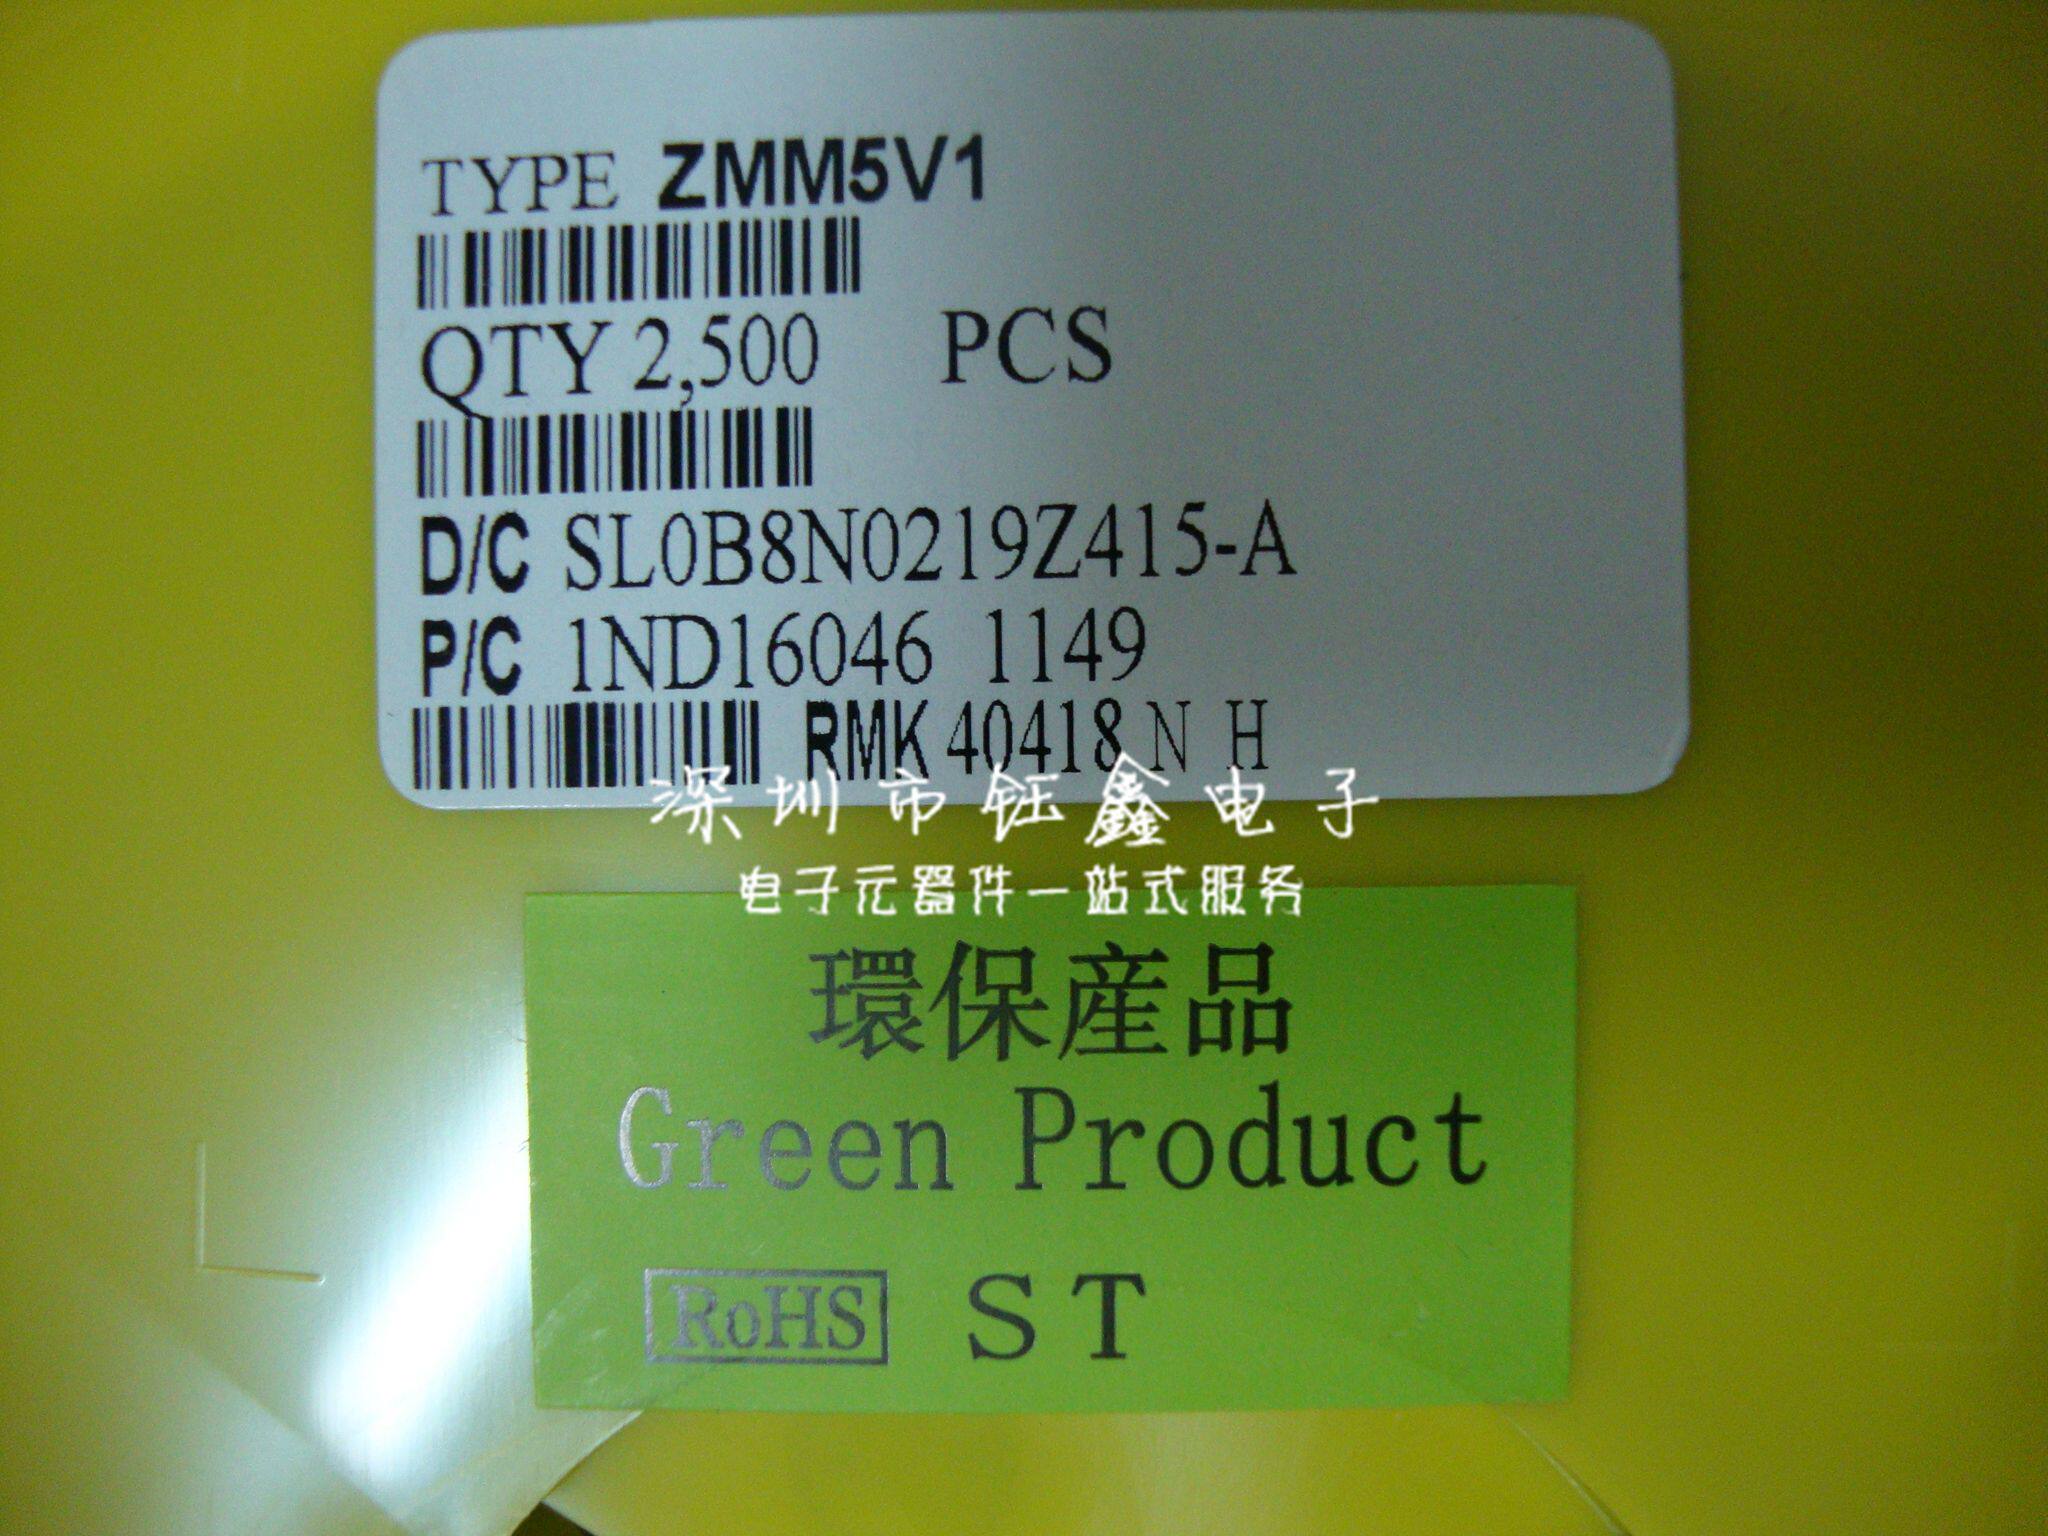 TYPE ZMM5V1
QTY 2,500 PCS
D/C SL0B8N0219Z415-A
P/C 1ND16046 1149
RMK 40418 N H
深圳市钰鑫电子
电子元器件一站式服务
環保産品
Green Product
RoHS ST